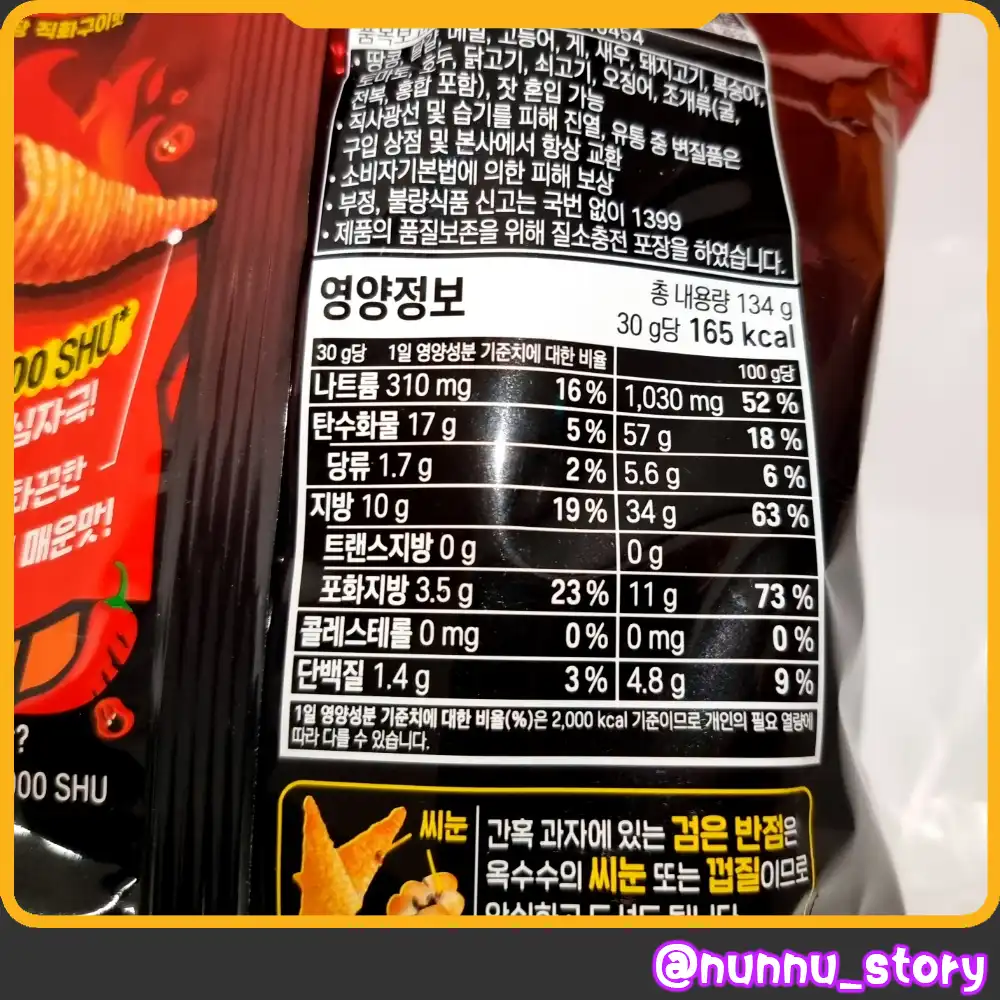 직화구이맛
0454
메밀, 고등어, 게, 새우, 돼지고기, 복숭아,
토마토, 호두, 닭고기, 쇠고기, 오징어, 조개류(굴,
전복, 홍합 포함), 잣 혼입 가능
• 직사광선 및 습기를 피해 진열, 유통 중 변질품은
구입 상점 및 본사에서 항상 교환
• 소비자기본법에 의한 피해 보상
• 부정, 불량식품 신고는 국번 없이 1399
• 제품의 품질보존을 위해 질소충전 포장을 하였습니다.
영양정보
총 내용량 134 g
30 g당 165 kcal
30 g당 1일 영양성분 기준치에 대한 비율 100 g당
나트륨 310 mg 16 % 1,030 mg 52 %
탄수화물 17 g 5 % 57 g 18 %
당류 1.7 g 2 % 5.6 g 6 %
지방 10 g 19 % 34 g 63 %
트랜스지방 0 g 0 g
포화지방 3.5 g 23 % 11 g 73 %
콜레스테롤 0 mg 0 % 0 mg 0 %
단백질 1.4 g 3 % 4.8 g 9 %
1일 영양성분 기준치에 대한 비율(%)은 2,000 kcal 기준이므로 개인의 필요 열량에
따라 다를 수 있습니다.
OO SHU*
매운맛!
?
00 SHU
씨눈
간혹 과자에 있는 검은 반점은
옥수수의 씨눈 또는 껍질이므로
@nunnu_story